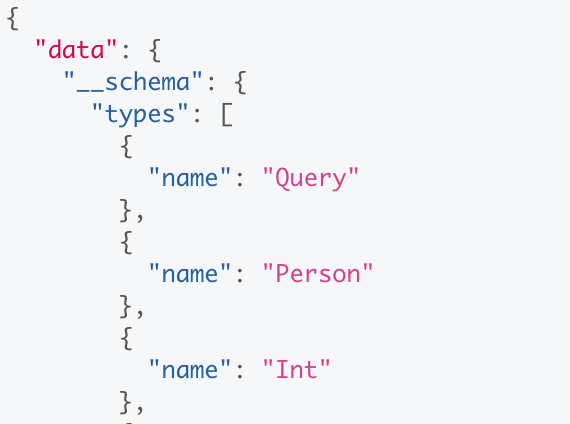 {
  "data": {
    "__schema": {
      "types": [
        {
          "name": "Query"
        },
        {
          "name": "Person"
        },
        {
          "name": "Int"
        },
        {